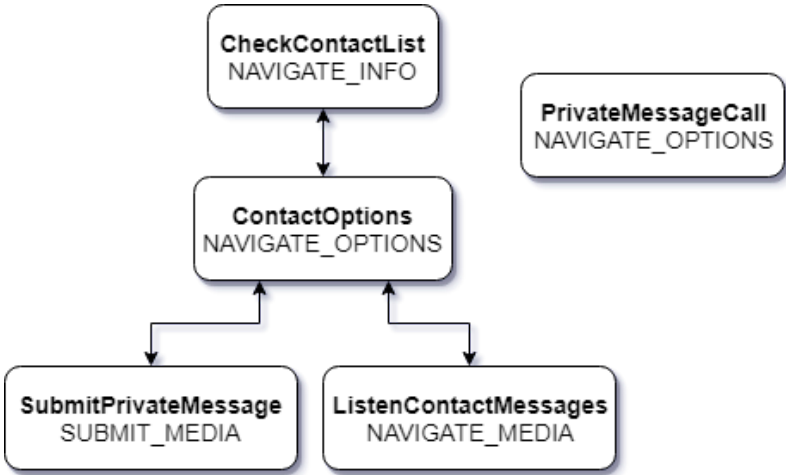 CheckContactList
NAVIGATE_INFO
PrivateMessageCall
NAVIGATE_OPTIONS
ContactOptions
NAVIGATE_OPTIONS
SubmitPrivateMessage
SUBMIT_MEDIA
ListenContactMessages
NAVIGATE_MEDIA